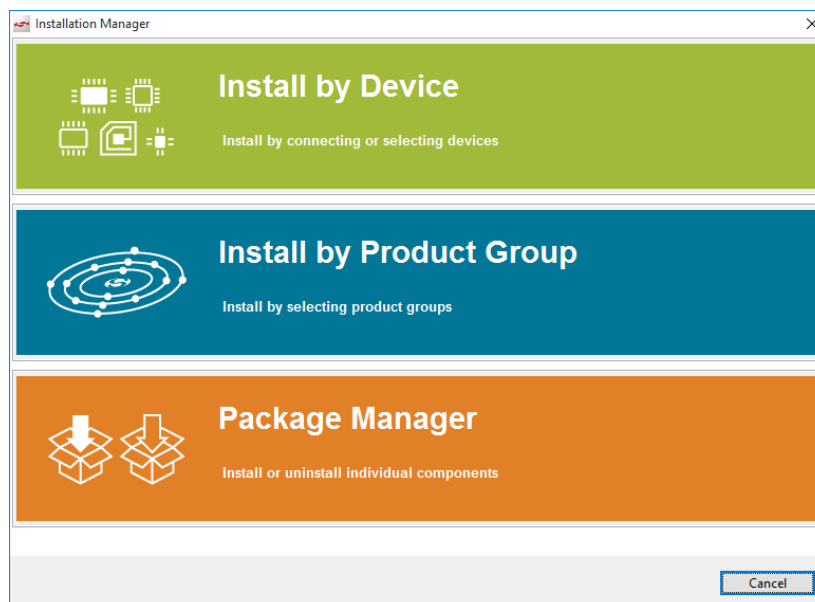 Installation Manager
Install by Device
Install by connecting or selecting devices
Install by Product Group
Install by selecting product groups
Package Manager
Install or uninstall individual components
Cancel